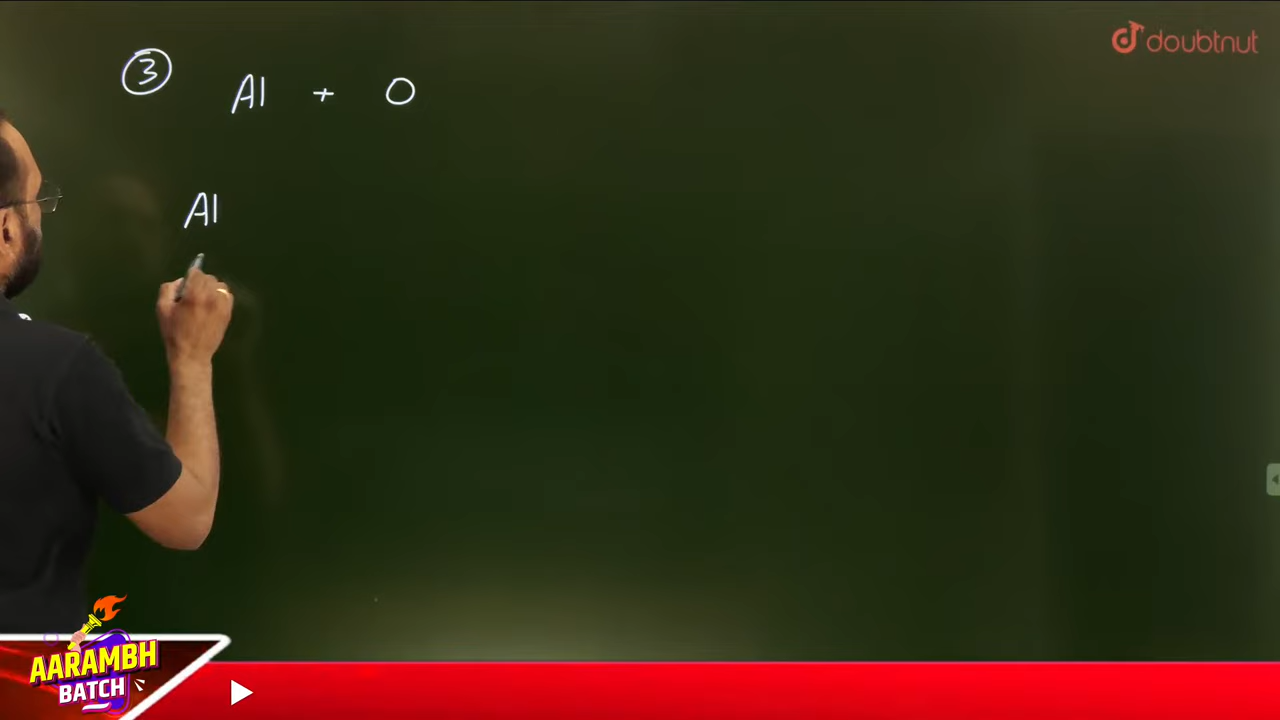 doubtnut
③ Al + O
Al
AARAMBH
BATCH